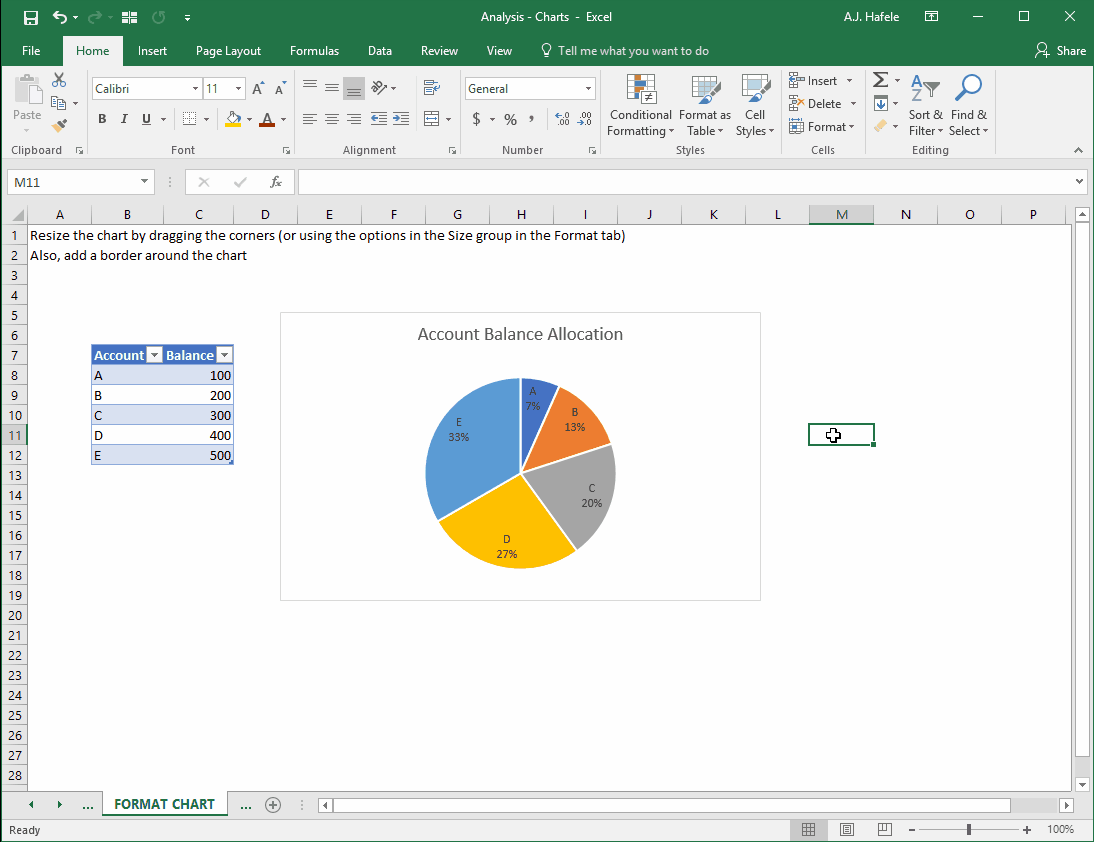 Analysis - Charts - Excel
A.J. Hafele
File Home Insert Page Layout Formulas Data Review View Tell me what you want to do Share
Paste
Calibri 11
B I U
A A
A
General
$ % ,
.0 .00
.00 .0
Conditional Formatting
Format as Table
Cell Styles
Insert
Delete
Format
Σ
A Z
Sort & Filter
Find & Select
Clipboard Font Alignment Number Styles Cells Editing
M11 fx
A B C D E F G H I J K L M N O P
1 Resize the chart by dragging the corners (or using the options in the Size group in the Format tab)
2 Also, add a border around the chart
3
4
5
6 Account Balance Allocation
7 Account Balance
8 A 100
9 B 200
10 C 300
11 D 400
12 E 500
13
14
15
16
17
18
19
20
21
22
23
24
25
26
27
28
A
7%
B
13%
C
20%
D
27%
E
33%
... FORMAT CHART ...
Ready
100%